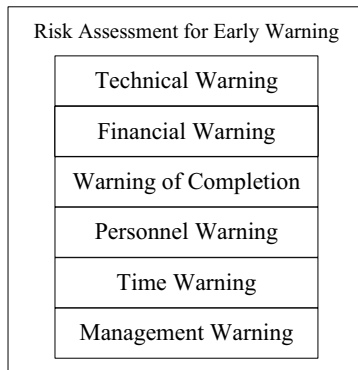 Risk Assessment for Early Warning
Technical Warning
Financial Warning
Warning of Completion
Personnel Warning
Time Warning
Management Warning